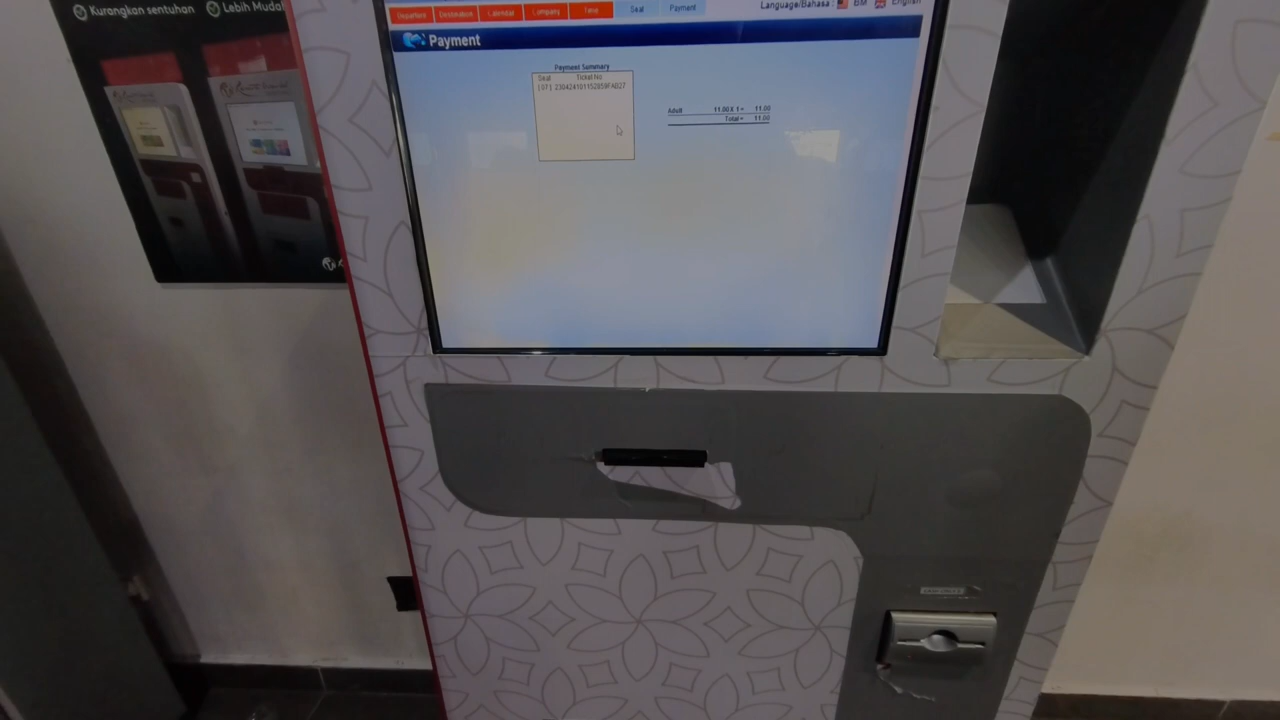 Kurangkan sentuhan
Lebih Mudah
Departure Destination Calendar Company Time Seat Payment
Language/Bahasa : BM English
Payment
Payment Summary
Seat Ticket No
Adult 11.00 X 1 = 11.00
Total = 11.00